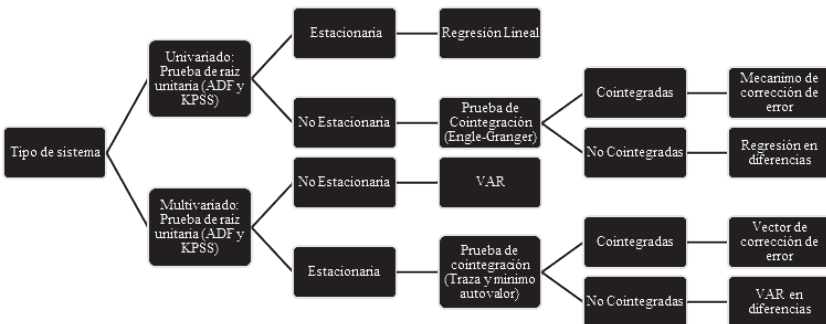 Tipo de sistema
Univariado:
Prueba de raiz
unitaria (ADF y
KPSS)
Estacionaria
Regresión Lineal
No Estacionaria
Prueba de
Cointegración
(Engle-Granger)
Cointegradas
Mecanimo de
corrección de
error
No Cointegradas
Regresión en
diferencias
Multivariado:
Prueba de raiz
unitaria (ADF y
KPSS)
No Estacionaria
VAR
Estacionaria
Prueba de
cointegración
(Traza y minimo
autovalor)
Cointegradas
Vector de
corrección de
error
No Cointegradas
VAR en
diferencias